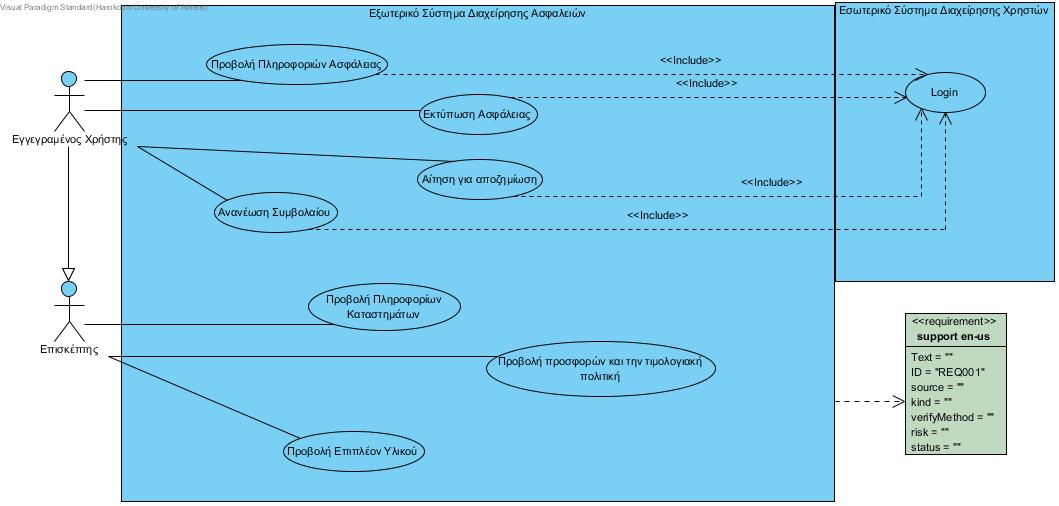 Visual Paradigm Standard(Harokopio University of Athens)
Εξωτερικό Σύστημα Διαχείρησης Ασφαλειών
Εσωτερικό Σύστημα Διαχείρησης Χρηστών
Προβολή Πληροφοριών Ασφάλειας
<<Include>>
<<Include>>
Login
Εκτύπωση Ασφάλειας
Εγγεγραμένος Χρήστης
Αίτηση για αποζημίωση
<<Include>>
Ανανέωση Συμβολαίου
<<Include>>
Προβολή Πληροφορίων
Καταστημάτων
Επισκέπτης
Προβολή προσφορών και την τιμολογιακή
πολιτική
Προβολή Επιπλέον Υλικού
<<requirement>>
support en-us
Text = ""
ID = "REQ001"
source = ""
kind = ""
verifyMethod = ""
risk = ""
status = ""